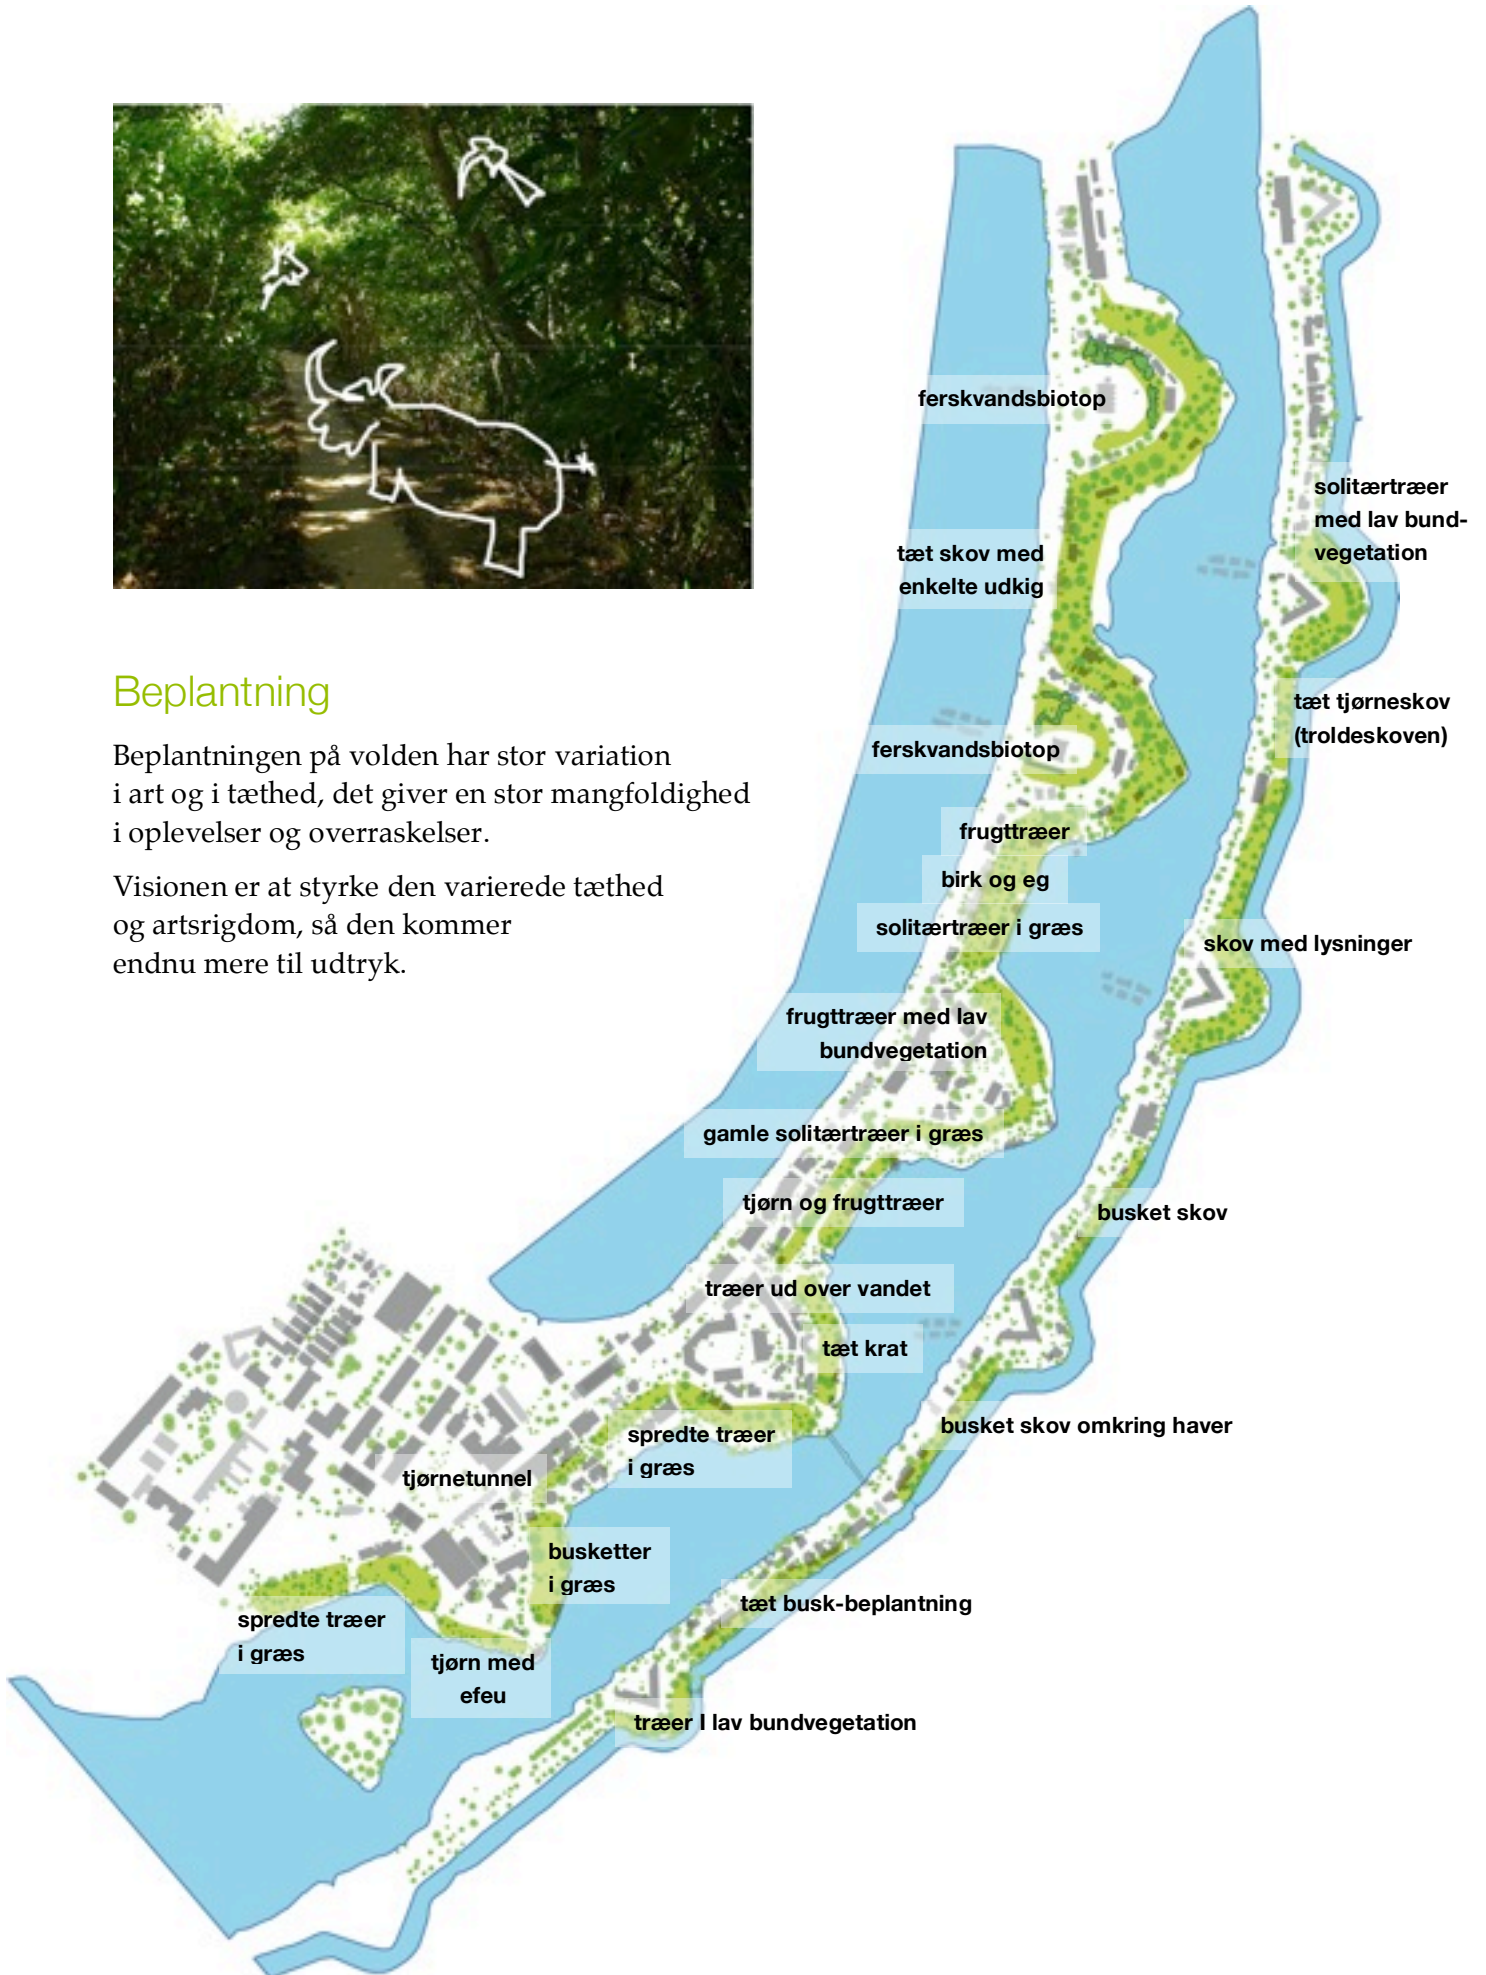 Beplantning
Beplantningen på volden har stor variation
i art og i tæthed, det giver en stor mangfoldighed
i oplevelser og overraskelser.
Visionen er at styrke den varierede tæthed
og artsrigdom, så den kommer
endnu mere til udtryk.
ferskvandsbiotop
solitærtræer
med lav bund-
vegetation
tæt skov med
enkelte udkig
tæt tjørneskov
(troldeskoven)
ferskvandsbiotop
frugttræer
birk og eg
solitærtræer i græs
skov med lysninger
frugttræer med lav
bundvegetation
gamle solitærtræer i græs
tjørn og frugttræer
busket skov
træer ud over vandet
tæt krat
busket skov omkring haver
spredte træer
i græs
tjørnetunnel
busketter
i græs
tæt busk-beplantning
spredte træer
i græs
tjørn med
efeu
træer I lav bundvegetation